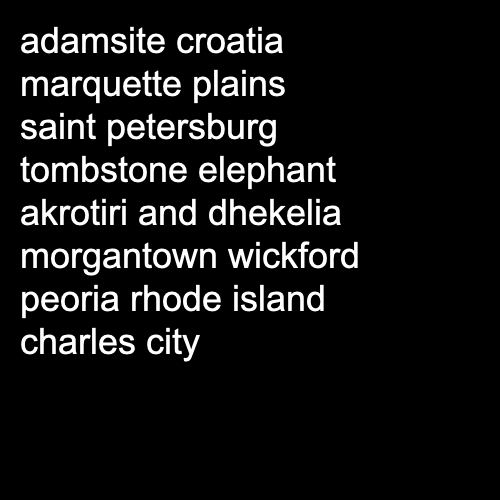 adamsite croatia
marquette plains
saint petersburg
tombstone elephant
akrotiri and dhekelia
morgantown wickford
peoria rhode island
charles city